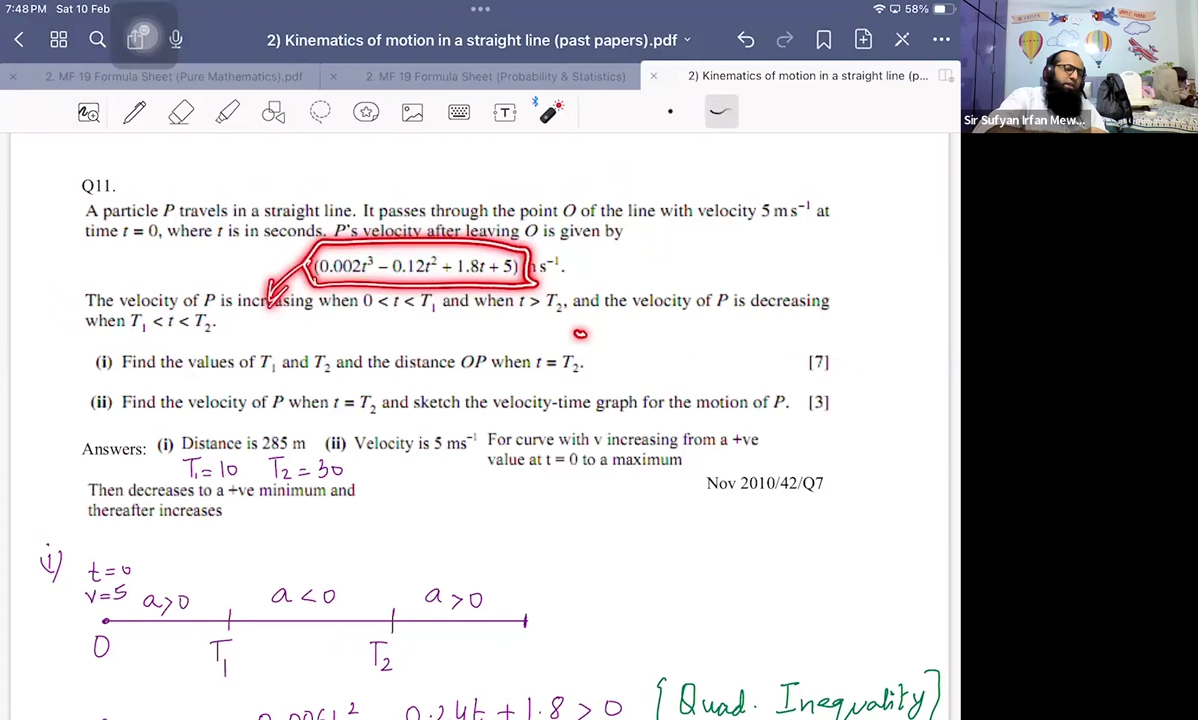 7:48 PM Sat 10 Feb
58%
2) Kinematics of motion in a straight line (past papers).pdf
2. MF 19 Formula Sheet (Pure Mathematics).pdf
2. MF 19 Formula Sheet (Probability & Statistics)
2) Kinematics of motion in a straight line (p...
Sir Sufyan Irfan Mew...
Q11.
A particle P travels in a straight line. It passes through the point O of the line with velocity 5 m s⁻¹ at
time t = 0, where t is in seconds. P's velocity after leaving O is given by
(0.002t³ – 0.12t² + 1.8t + 5) m s⁻¹.
The velocity of P is increasing when 0 < t < T₁ and when t > T₂, and the velocity of P is decreasing
when T₁ < t < T₂.
(i) Find the values of T₁ and T₂ and the distance OP when t = T₂. [7]
(ii) Find the velocity of P when t = T₂ and sketch the velocity-time graph for the motion of P. [3]
Answers: (i) Distance is 285 m (ii) Velocity is 5 ms⁻¹ For curve with v increasing from a +ve
value at t = 0 to a maximum
T₁ = 10 T₂ = 30
Then decreases to a +ve minimum and
thereafter increases
Nov 2010/42/Q7
i)
t=0
v=5
a>0 a<0 a>0
O T₁ T₂
0.24t + 1.8 > 0 [Quad. Inequality]